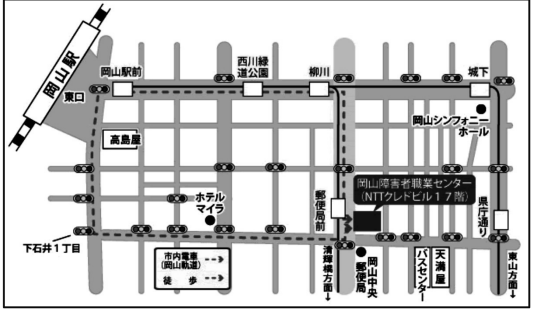 岡山駅
東口
岡山駅前
西川緑
道公園
柳川
城下
岡山シンフォニー
ホール
高島屋
岡山障害者職業センター
(NTTクレドビル17階)
ホテル
マイラ
郵便局前
県庁通り
下石井1丁目
市内電車
(岡山軌道)
徒 歩
清輝橋方面→
岡山中央
郵便局
天満屋
バスセンター
東山方面→